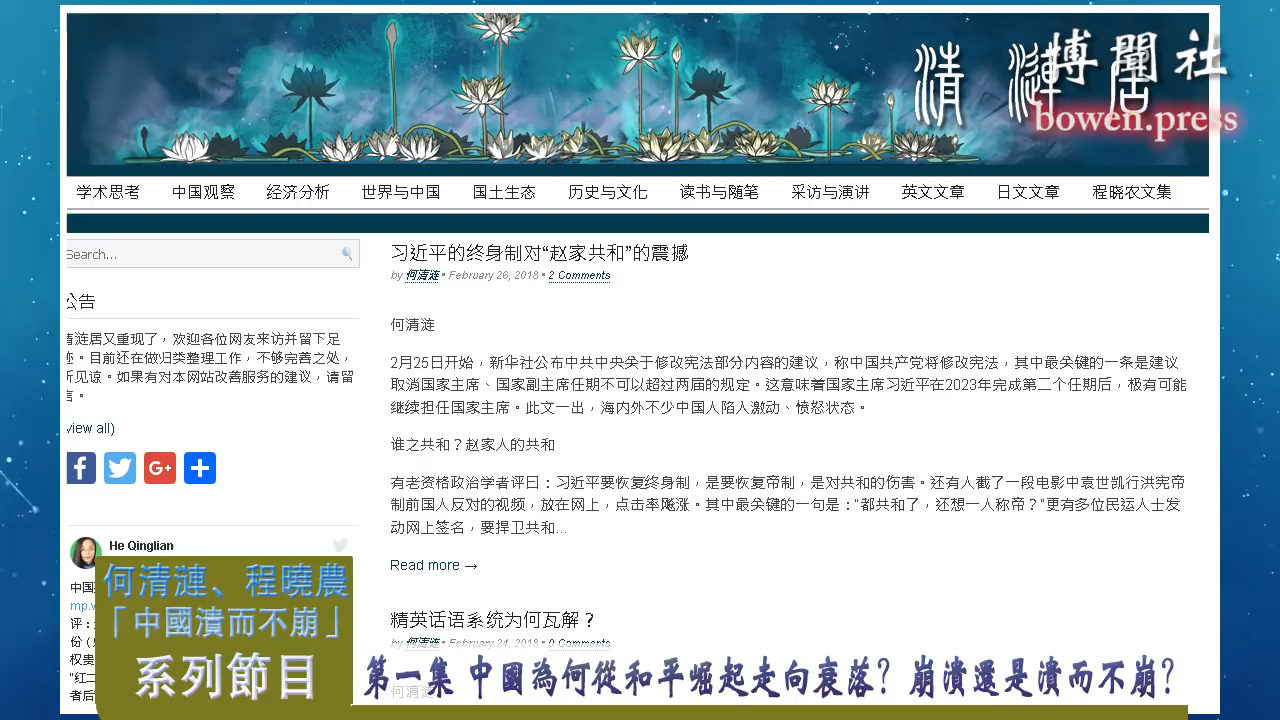 清漣居
博聞社
bowen.press
学术思考 中国观察 经济分析 世界与中国 国土生态 历史与文化 读书与随笔 采访与演讲 英文文章 日文文章 程晓农文集
Search...
公告
清涟居又重现了，欢迎各位网友来访并留下足
迹。目前还在做归类整理工作，不够完善之处，
所见谅。如果有对本网站改善服务的建议，请留
言。
view all)
He Qinglian
中国
mp.v
评：
份（
权贵
"红二
者后
习近平的终身制对“赵家共和”的震撼
by 何清涟 • February 26, 2018 • 2 Comments
何清涟
2月25日开始，新华社公布中共中央关于修改宪法部分内容的建议，称中国共产党将修改宪法，其中最关键的一条是建议
取消国家主席、国家副主席任期不可以超过两届的规定。这意味着国家主席习近平在2023年完成第二个任期后，极有可能
继续担任国家主席。此文一出，海内外不少中国人陷入激动、愤怒状态。
谁之共和？赵家人的共和
有老资格政治学者评曰：习近平要恢复终身制，是要恢复帝制，是对共和的伤害。还有人截了一段电影中袁世凯行洪宪帝
制前国人反对的视频，放在网上，点击率飚涨。其中最关键的一句是：“都共和了，还想一人称帝？”更有多位民运人士发
动网上签名，要捍卫共和...
Read more →
精英话语系统为何瓦解？
by 何清涟 • February 24, 2018 • 0 Comments
何清涟
何清漣、程曉農
「中國潰而不崩」
系列節目
第一集 中國為何從和平崛起走向衰落？崩潰還是潰而不崩？